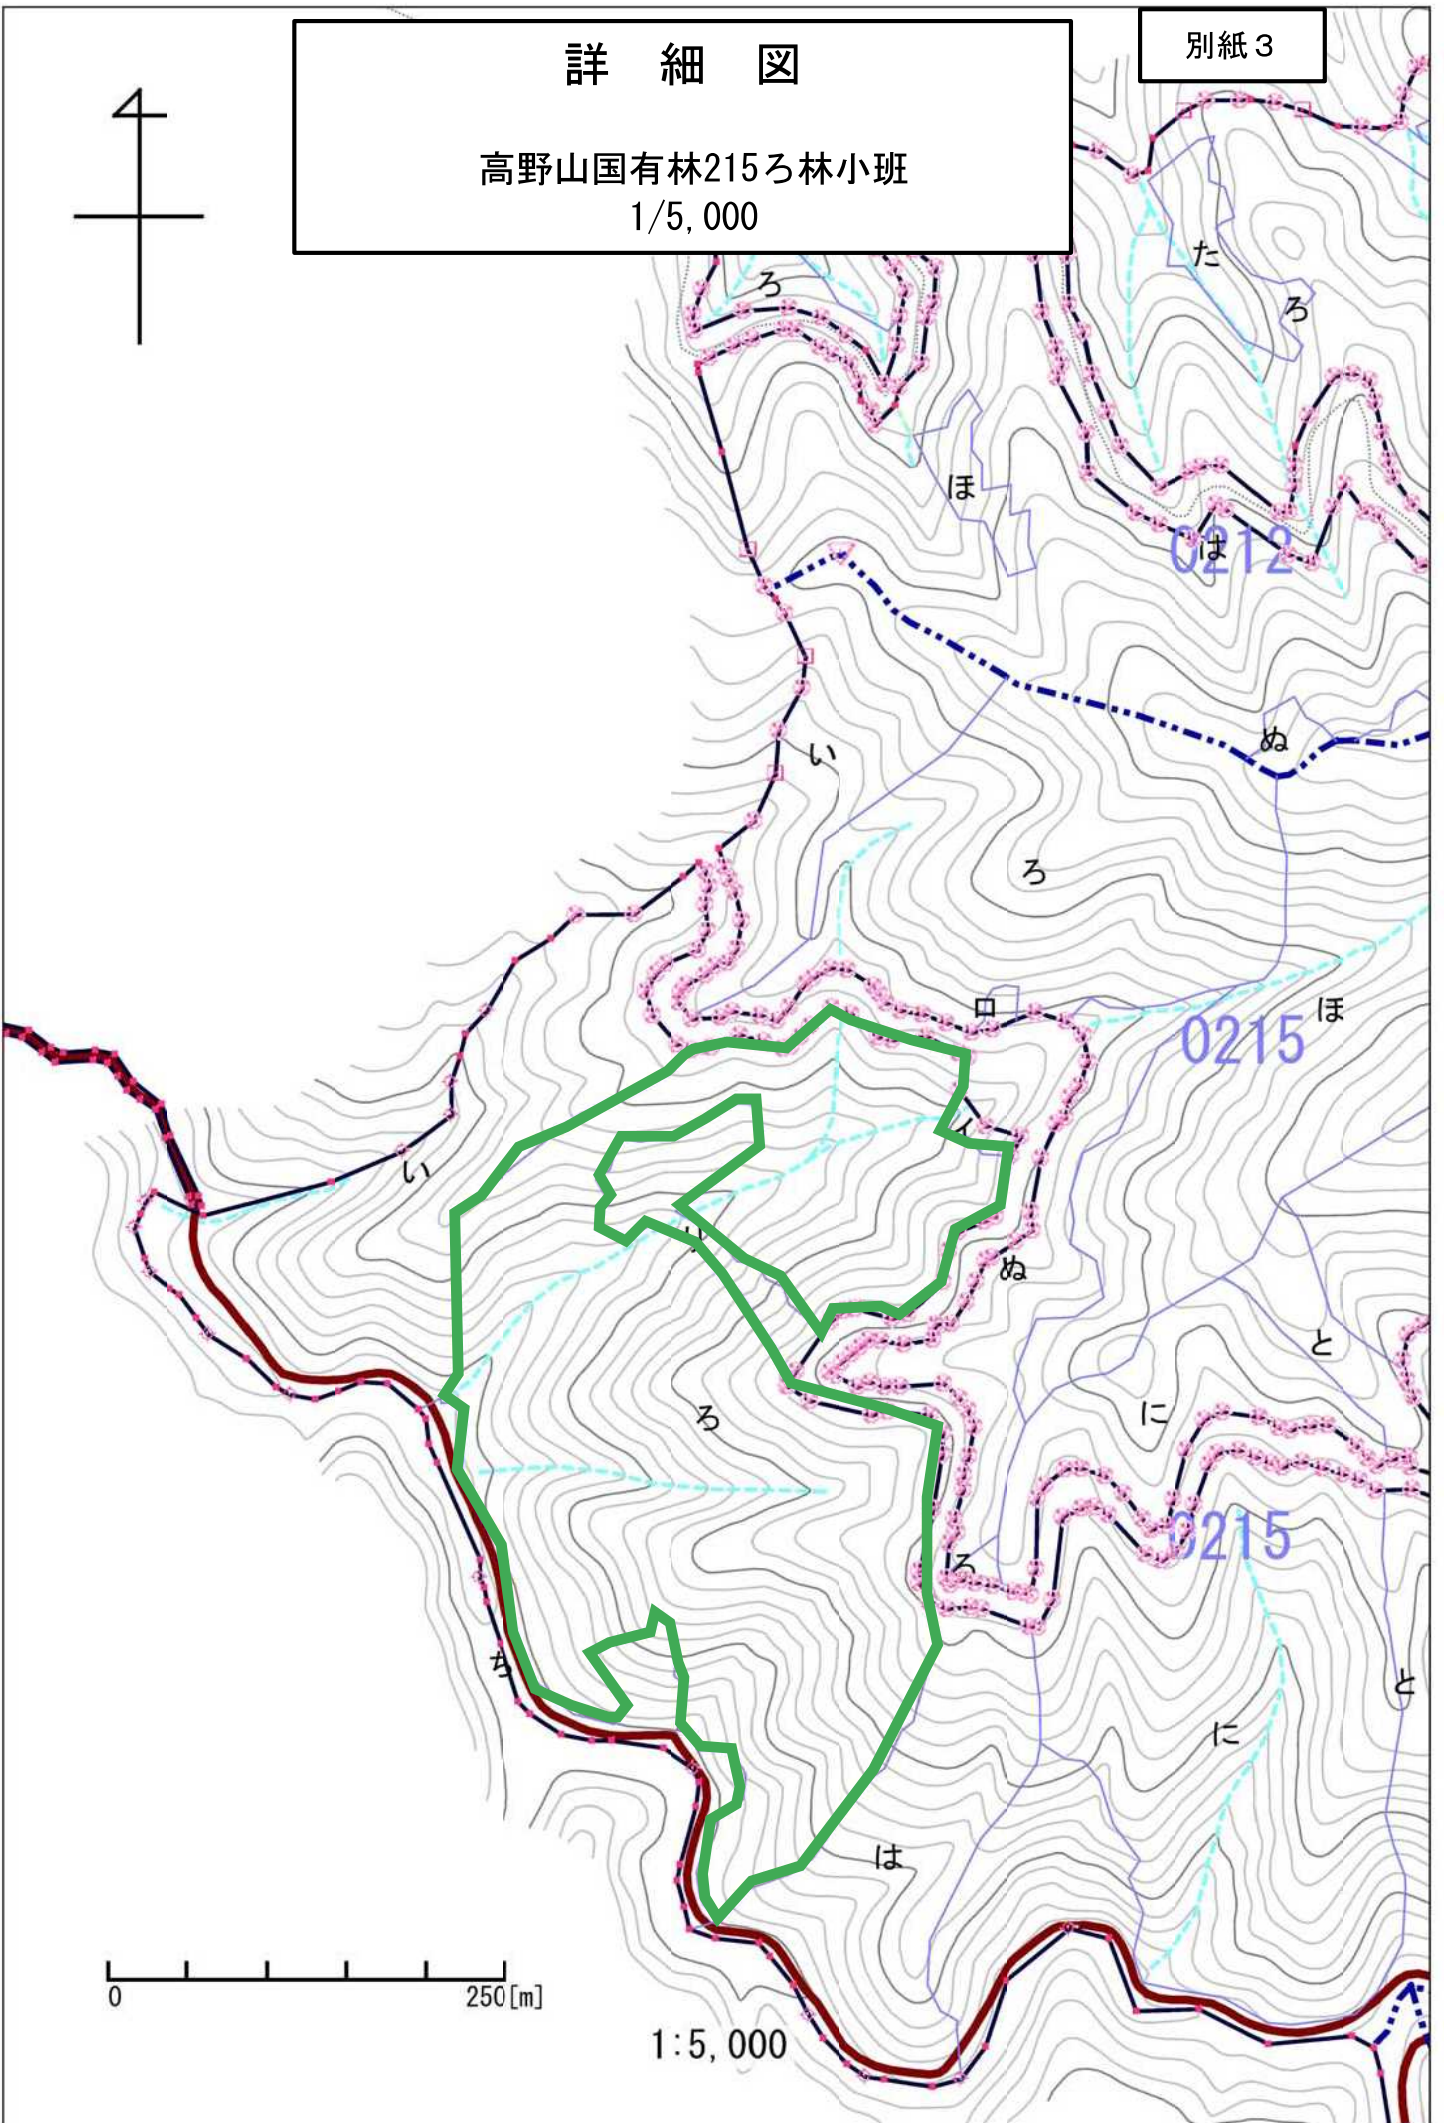 別紙3
詳 細 図
高野山国有林215ろ林小班
1/5,000
た
ろ
ろ
ほ
0212
は
ぬ
い
ろ
ロ
ほ
0215
イ
い
り
ぬ
と
に
ろ
0215
ろ
ち
と
に
は
0
250[m]
1:5,000